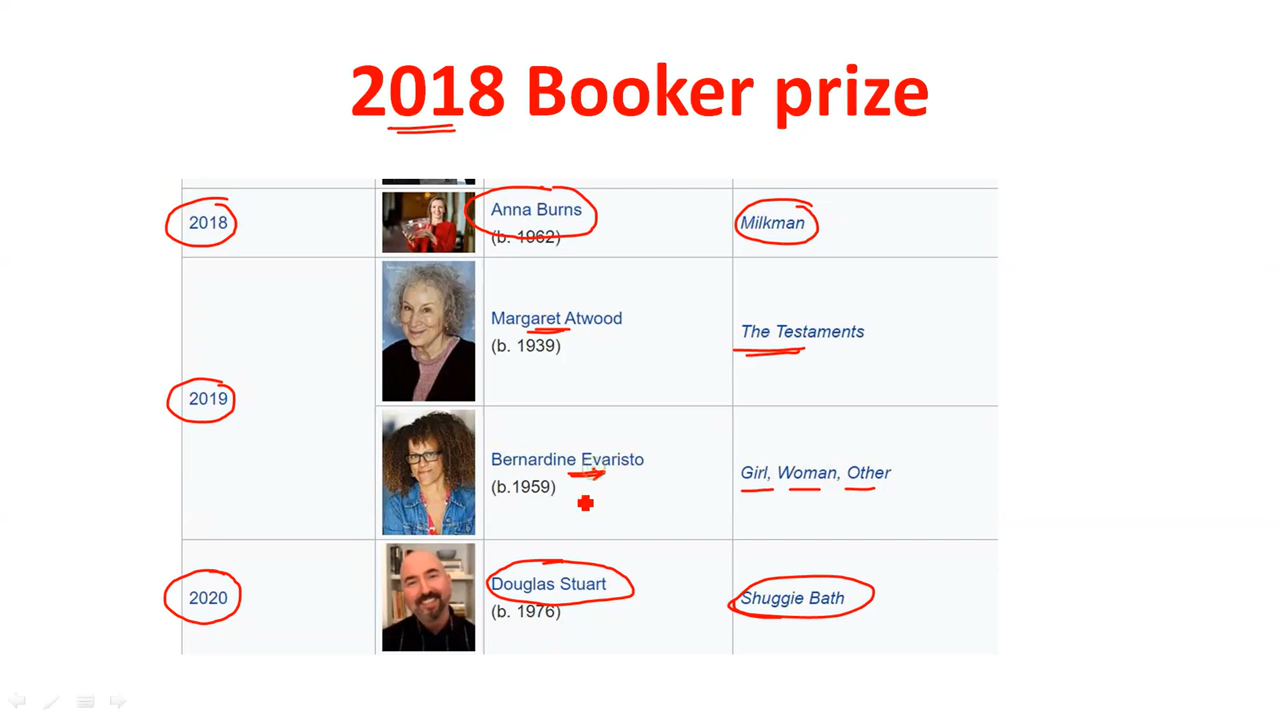 2018 Booker prize
2018
Anna Burns
(b. 1962)
Milkman
2019
Margaret Atwood
(b. 1939)
The Testaments
Bernardine Evaristo
(b.1959)
Girl, Woman, Other
2020
Douglas Stuart
(b. 1976)
Shuggie Bath